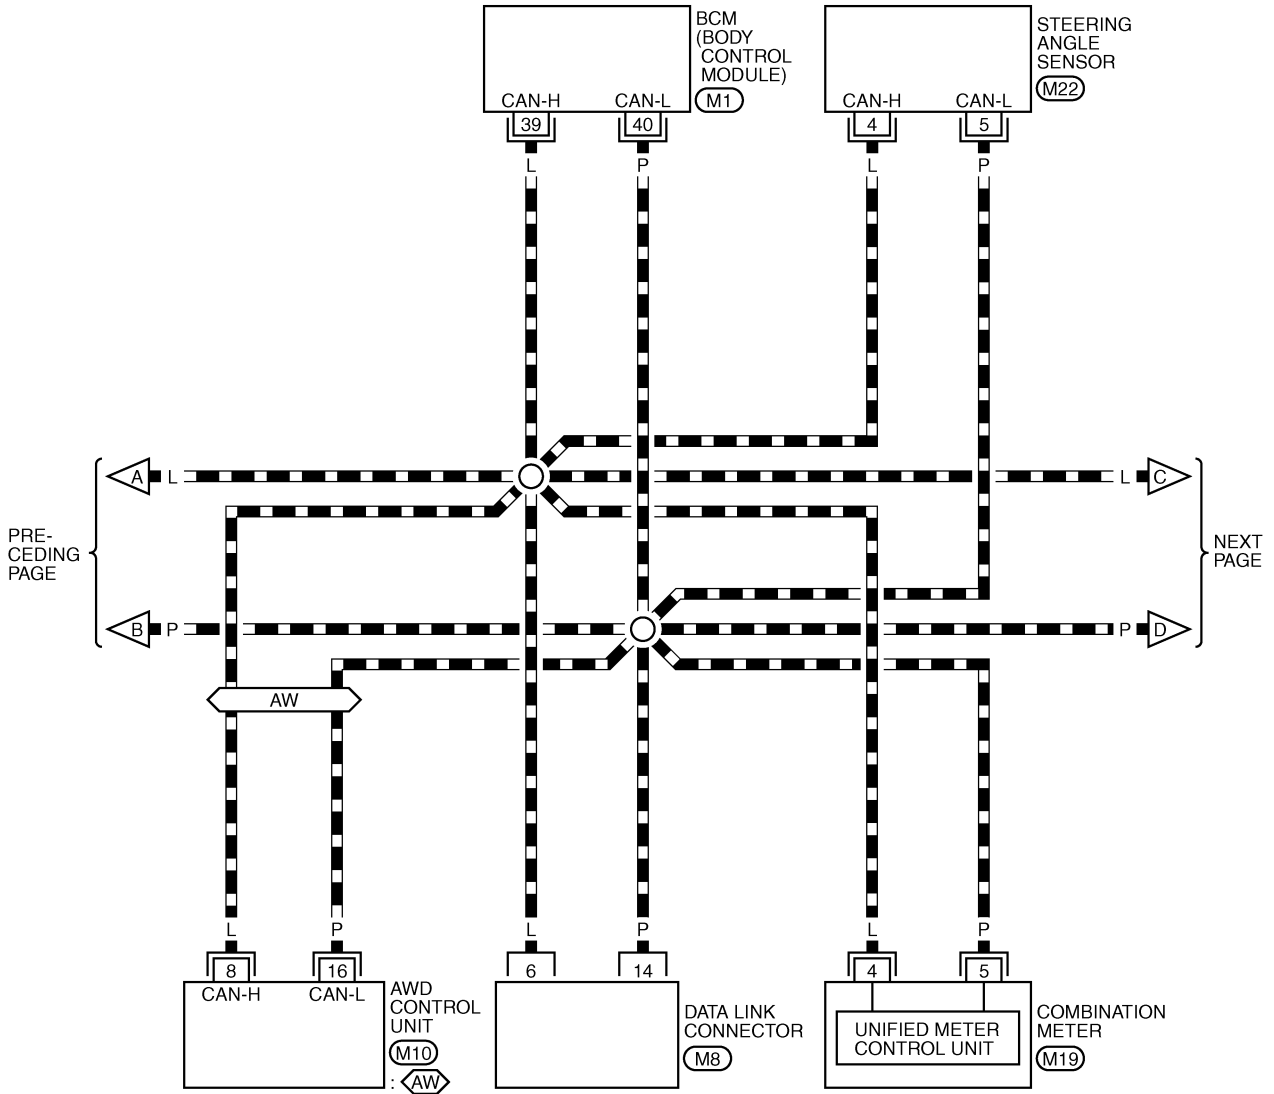 BCM
(BODY
CONTROL
MODULE)
M1
CAN-H CAN-L
39 40
L P
STEERING
ANGLE
SENSOR
M22
CAN-H CAN-L
4 5
L P
PRE-
CEDING
PAGE
A L
B P
L C
P D
NEXT
PAGE
AW
L P
8 16
CAN-H CAN-L
AWD
CONTROL
UNIT
M10
: AW
L P
6 14
DATA LINK
CONNECTOR
M8
L P
4 5
UNIFIED METER
CONTROL UNIT
COMBINATION
METER
M19